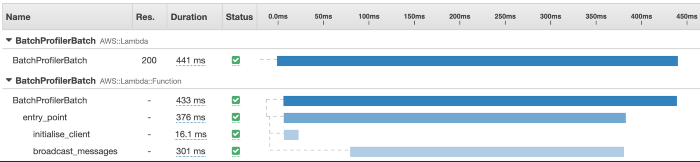 Name Res. Duration Status 0.0ms 50ms 100ms 150ms 200ms 250ms 300ms 350ms 400ms 450ms
BatchProfilerBatch AWS::Lambda
BatchProfilerBatch 200 441 ms
BatchProfilerBatch AWS::Lambda::Function
BatchProfilerBatch - 433 ms
entry_point - 376 ms
initialise_client - 16.1 ms
broadcast_messages - 301 ms